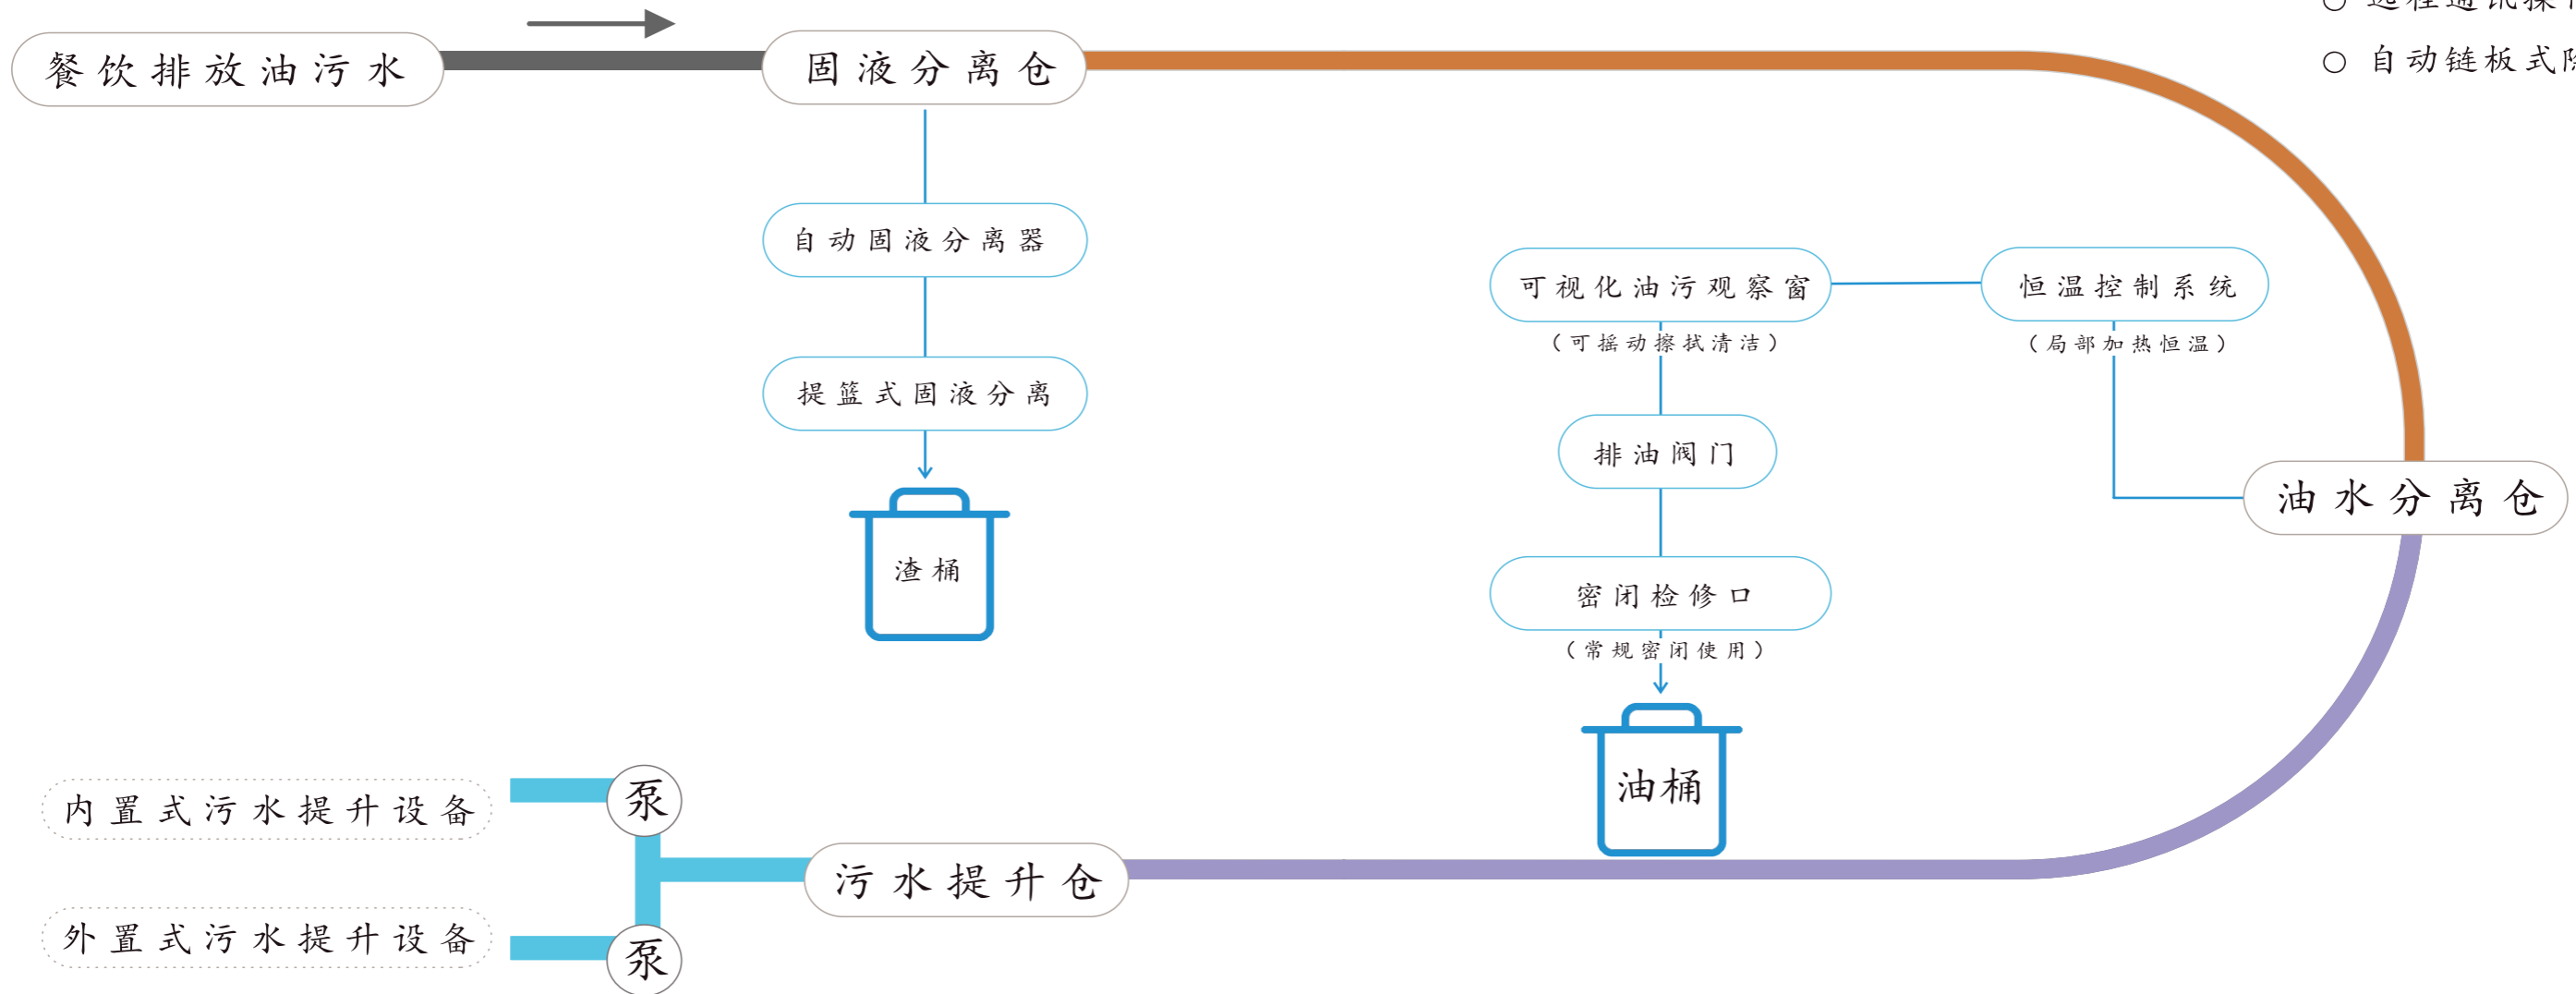 远程通讯操
自动链板式
餐饮排放油污水
固液分离仓
自动固液分离器
提篮式固液分离
渣桶
可视化油污观察窗
（可摇动擦拭清洁）
恒温控制系统
（局部加热恒温）
排油阀门
密闭检修口
（常规密闭使用）
油桶
油水分离仓
内置式污水提升设备
泵
污水提升仓
外置式污水提升设备
泵